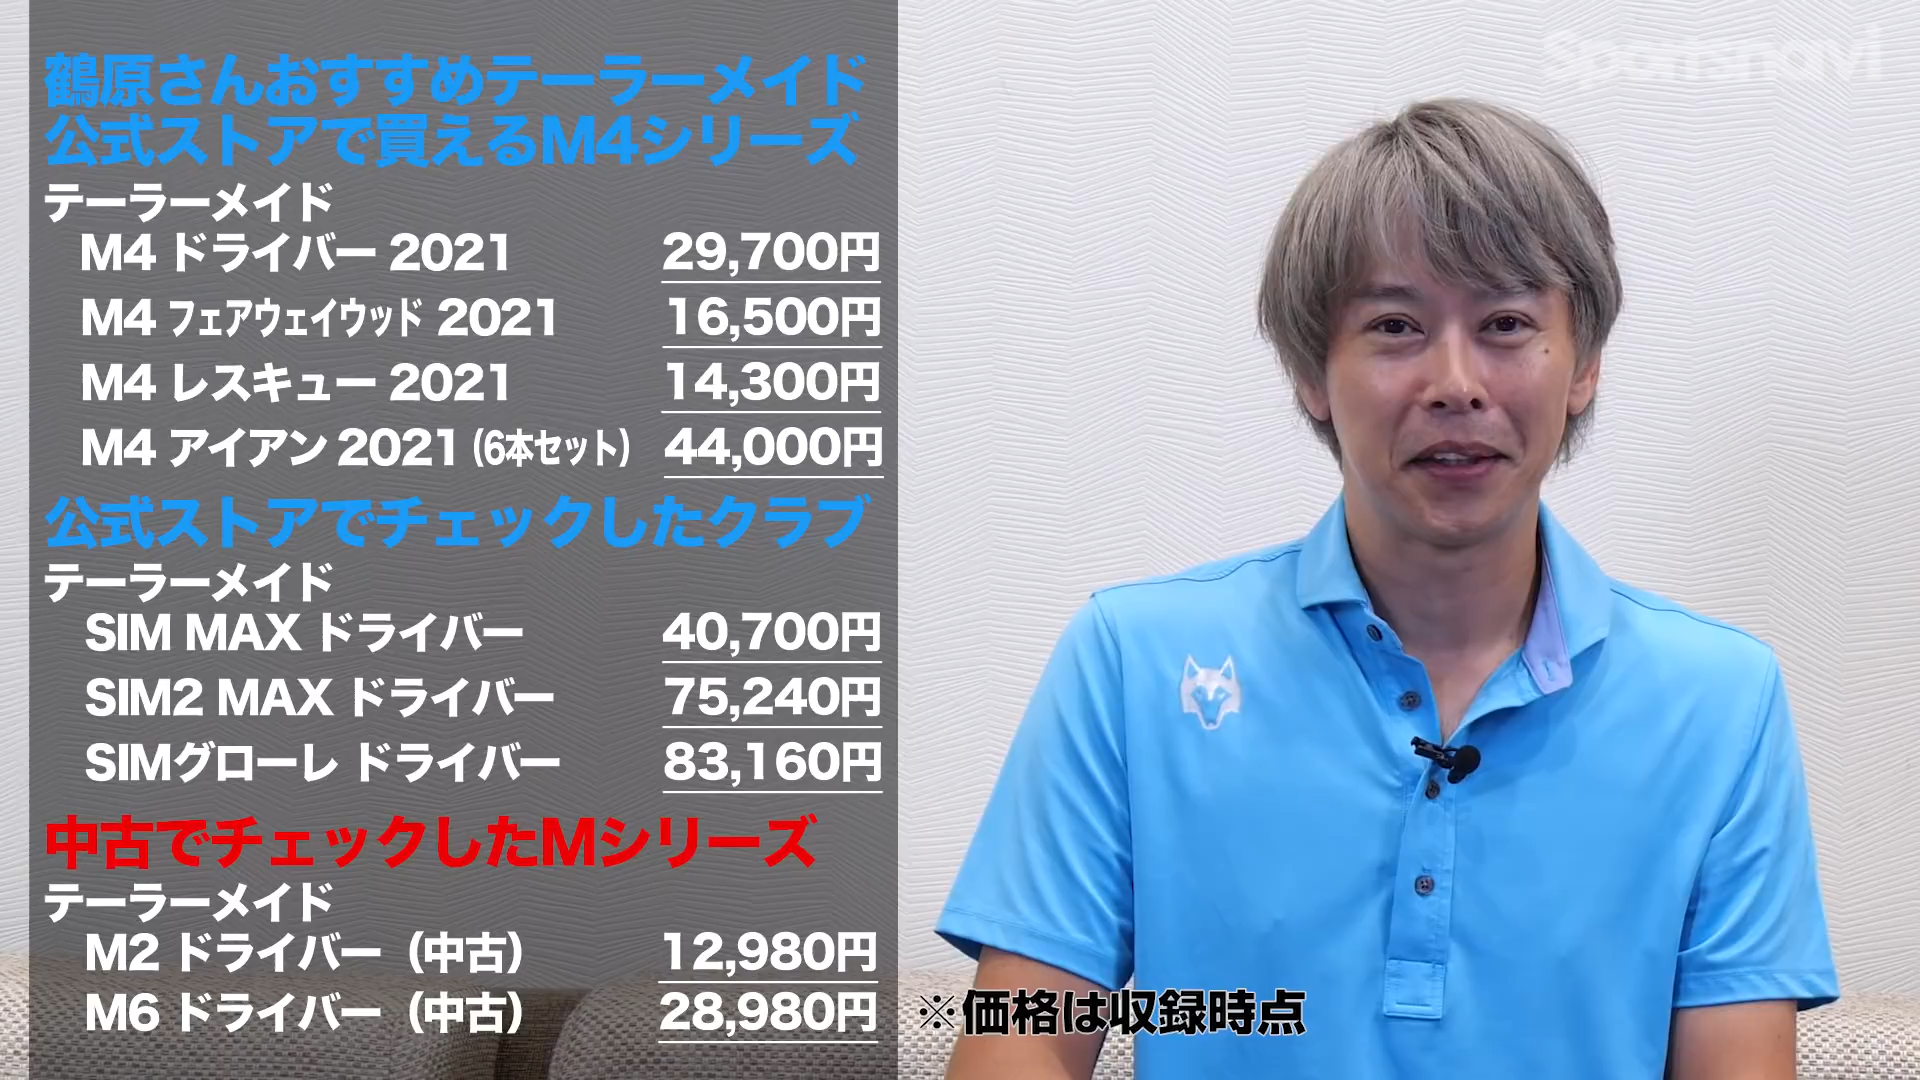 鶴原さんおすすめテーラーメイド
公式ストアで買えるM4シリーズ
テーラーメイド
M4 ドライバー 2021 29,700円
M4 フェアウェイウッド 2021 16,500円
M4 レスキュー 2021 14,300円
M4 アイアン 2021（6本セット） 44,000円
公式ストアでチェックしたクラブ
テーラーメイド
SIM MAX ドライバー 40,700円
SIM2 MAX ドライバー 75,240円
SIMグローレ ドライバー 83,160円
中古でチェックしたMシリーズ
テーラーメイド
M2 ドライバー（中古） 12,980円
M6 ドライバー（中古） 28,980円
※価格は収録時点
Sportsnavi